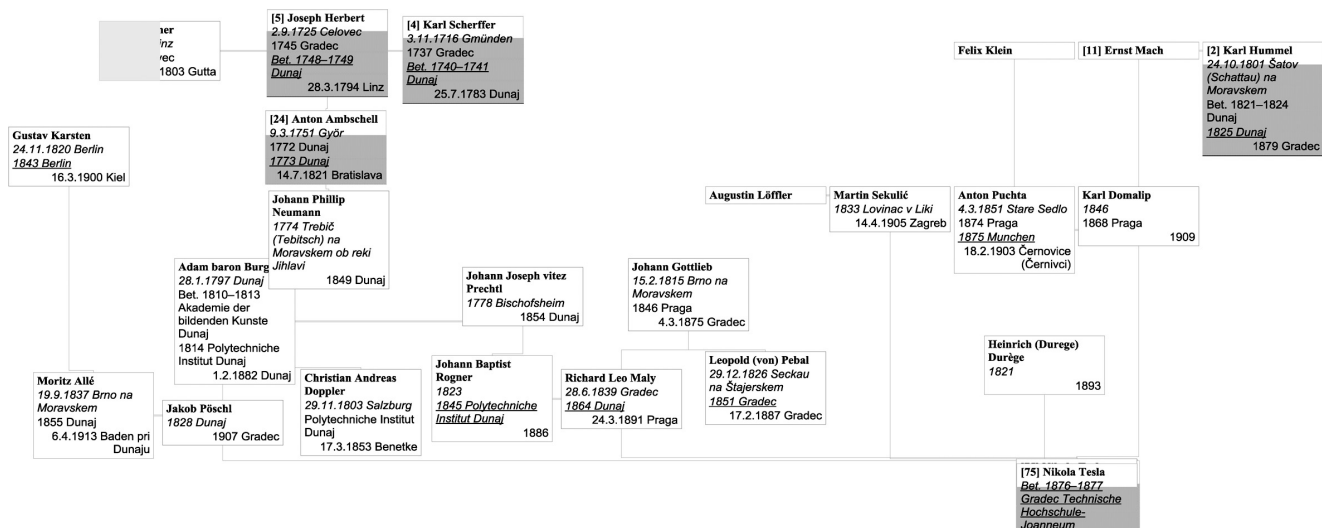 ner
inz
vec
1803 Gutta
[5] Joseph Herbert
2.9.1725 Celovec
1745 Gradec
Bet. 1748–1749
Dunaj
28.3.1794 Linz
[4] Karl Scherffer
3.11.1716 Gmünden
1737 Gradec
Bet. 1740–1741
Dunaj
25.7.1783 Dunaj
Felix Klein
[11] Ernst Mach
[2] Karl Hummel
24.10.1801 Šatov
(Schattau) na
Moravskem
Bet. 1821–1824
Dunaj
1825 Dunaj
1879 Gradec
Gustav Karsten
24.11.1820 Berlin
1843 Berlin
16.3.1900 Kiel
[24] Anton Ambschell
9.3.1751 Györ
1772 Dunaj
1773 Dunaj
14.7.1821 Bratislava
Johann Phillip
Neumann
1774 Trebič
(Tebitsch) na
Moravskem ob reki
Jihlavi
1849 Dunaj
Augustin Löffler
Martin Sekulić
1833 Lovinac v Liki
14.4.1905 Zagreb
Anton Puchta
4.3.1851 Stare Sedlo
1874 Praga
1875 Munchen
18.2.1903 Černovice
(Černivci)
Karl Domalip
1846
1868 Praga
1909
Adam baron Burg
28.1.1797 Dunaj
Bet. 1810–1813
Akademie der
bildenden Kunste
Dunaj
1814 Polytechniche
Institut Dunaj
1.2.1882 Dunaj
Johann Joseph vitez
Prechtl
1778 Bischofsheim
1854 Dunaj
Johann Gottlieb
15.2.1815 Brno na
Moravskem
1846 Praga
4.3.1875 Gradec
Heinrich (Durege)
Durège
1821
1893
Moritz Allé
19.9.1837 Brno na
Moravskem
1855 Dunaj
6.4.1913 Baden pri
Dunaju
Jakob Pöschl
1828 Dunaj
1907 Gradec
Christian Andreas
Doppler
29.11.1803 Salzburg
Polytechniche Institut
Dunaj
17.3.1853 Benetke
Johann Baptist
Rogner
1823
1845 Polytechniche
Institut Dunaj
1886
Richard Leo Maly
28.6.1839 Gradec
1864 Dunaj
24.3.1891 Praga
Leopold (von) Pebal
29.12.1826 Seckau
na Štajerskem
1851 Gradec
17.2.1887 Gradec
[75] Nikola Tesla
Bet. 1876–1877
Gradec Technische
Hochschule-
Joanneum